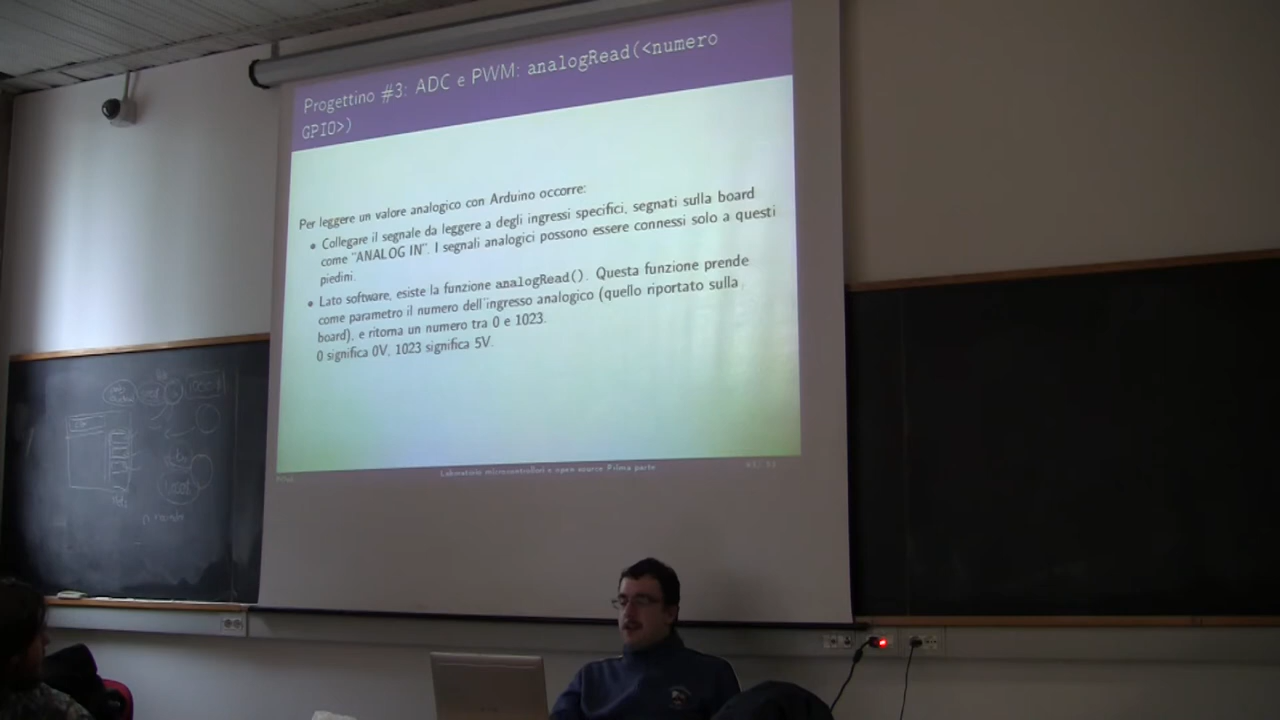 Progettino #3: ADC e PWM: analogRead(<numero
GPIO>)
Per leggere un valore analogico con Arduino occorre:
• Collegare il segnale da leggere a degli ingressi specifici, segnati sulla board
come "ANALOG IN". I segnali analogici possono essere connessi solo a questi
piedini.
• Lato software, esiste la funzione analogRead(). Questa funzione prende
come parametro il numero dell'ingresso analogico (quello riportato sulla
board), e ritorna un numero tra 0 e 1023.
0 significa 0V, 1023 significa 5V.
Laboratorio microcontrollori e open source Prima parte